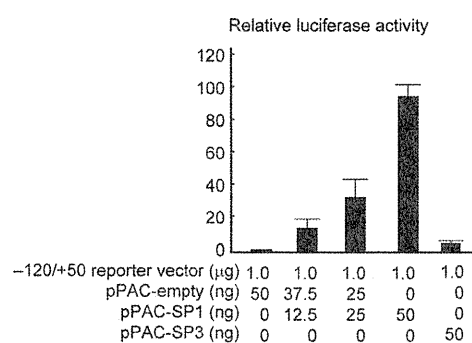 Relative luciferase activity
120
100
80
60
40
20
0
–120/+50 reporter vector (µg) 1.0 1.0 1.0 1.0 1.0
pPAC-empty (ng) 50 37.5 25 0 0
pPAC-SP1 (ng) 0 12.5 25 50 0
pPAC-SP3 (ng) 0 0 0 0 50